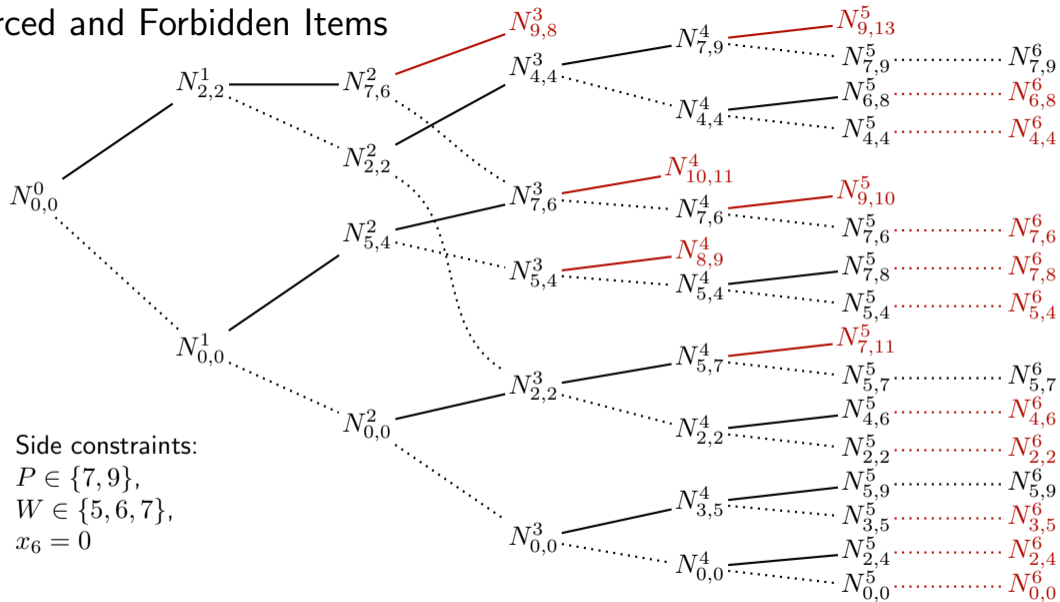 rced and Forbidden Items
N^0_{0,0}
N^1_{2,2}
N^1_{0,0}
N^2_{7,6}
N^2_{2,2}
N^2_{5,4}
N^2_{0,0}
N^3_{9,8}
N^3_{4,4}
N^3_{7,6}
N^3_{5,4}
N^3_{2,2}
N^3_{0,0}
N^4_{7,9}
N^4_{4,4}
N^4_{10,11}
N^4_{7,6}
N^4_{8,9}
N^4_{5,4}
N^4_{5,7}
N^4_{2,2}
N^4_{3,5}
N^4_{0,0}
N^5_{9,13}
N^5_{7,9}
N^5_{6,8}
N^5_{4,4}
N^5_{9,10}
N^5_{7,6}
N^5_{7,8}
N^5_{5,4}
N^5_{7,11}
N^5_{5,7}
N^5_{4,6}
N^5_{2,2}
N^5_{5,9}
N^5_{3,5}
N^5_{2,4}
N^5_{0,0}
N^6_{7,9}
N^6_{6,8}
N^6_{4,4}
N^6_{7,6}
N^6_{7,8}
N^6_{5,4}
N^6_{5,7}
N^6_{4,6}
N^6_{2,2}
N^6_{5,9}
N^6_{3,5}
N^6_{2,4}
N^6_{0,0}
Side constraints:
P ∈ {7, 9},
W ∈ {5, 6, 7},
x_6 = 0